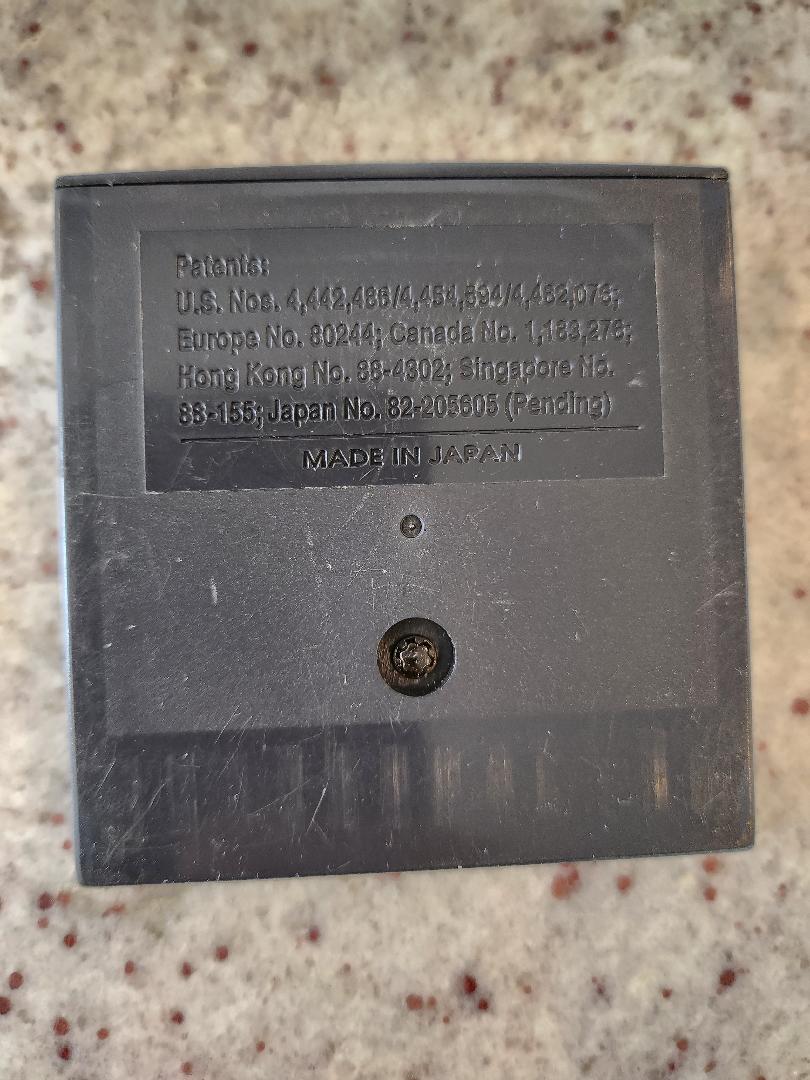 Patents:
U.S. Nos. 4,442,486/4,454,594/4,462,076;
Europe No. 80244; Canada No. 1,183,276;
Hong Kong No. 88-4302; Singapore No.
88-155; Japan No. 82-205605 (Pending)
MADE IN JAPAN